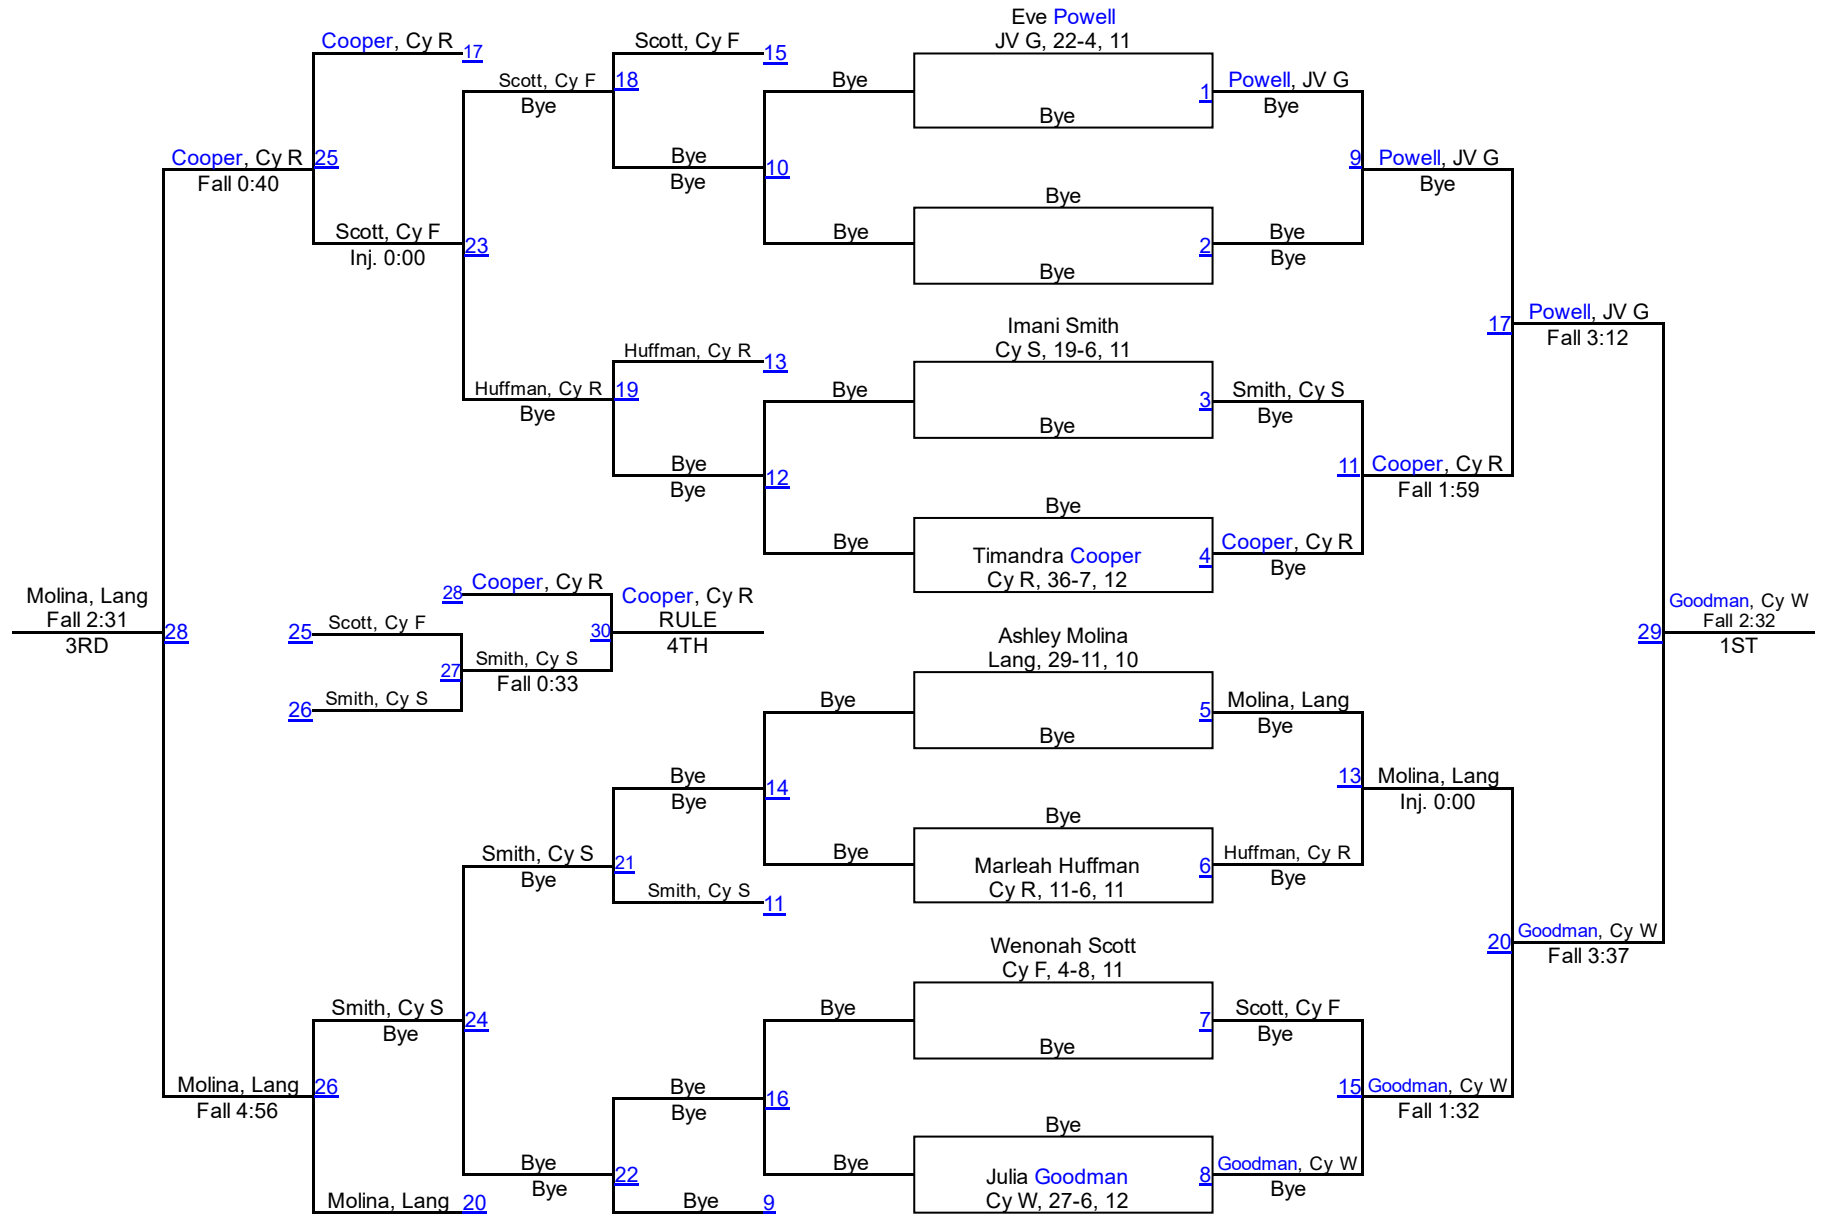 Eve Powell
JV G, 22-4, 11
Cooper, Cy R
17
Scott, Cy F
15
Scott, Cy F
Bye
18
Bye
1
Powell, JV G
Bye
Bye
Cooper, Cy R
Fall 0:40
25
Bye
Bye
10
9
Powell, JV G
Bye
Bye
Scott, Cy F
Inj. 0:00
23
Bye
2
Bye
Bye
Bye
Imani Smith
Cy S, 19-6, 11
17
Powell, JV G
Fall 3:12
Huffman, Cy R
13
Huffman, Cy R
Bye
19
Bye
3
Smith, Cy S
Bye
Bye
Bye
Bye
12
11
Cooper, Cy R
Fall 1:59
Bye
Bye
Timandra Cooper
Cy R, 36-7, 12
4
Cooper, Cy R
Bye
Molina, Lang
Fall 2:31
3RD
28
28
Cooper, Cy R
25
Scott, Cy F
30
Cooper, Cy R
RULE
4TH
27
Smith, Cy S
Fall 0:33
26
Smith, Cy S
29
Goodman, Cy W
Fall 2:32
1ST
Ashley Molina
Lang, 29-11, 10
Bye
5
Molina, Lang
Bye
Bye
Bye
Bye
14
13
Molina, Lang
Inj. 0:00
Bye
Smith, Cy S
Bye
21
Bye
Marleah Huffman
Cy R, 11-6, 11
6
Huffman, Cy R
Bye
Smith, Cy S
11
20
Goodman, Cy W
Fall 3:37
Wenonah Scott
Cy F, 4-8, 11
Smith, Cy S
Bye
24
Bye
7
Scott, Cy F
Bye
Bye
Molina, Lang
Fall 4:56
26
Bye
Bye
16
15
Goodman, Cy W
Fall 1:32
Bye
Bye
Bye
22
Bye
Julia Goodman
Cy W, 27-6, 12
8
Goodman, Cy W
Bye
Molina, Lang
20
Bye
9